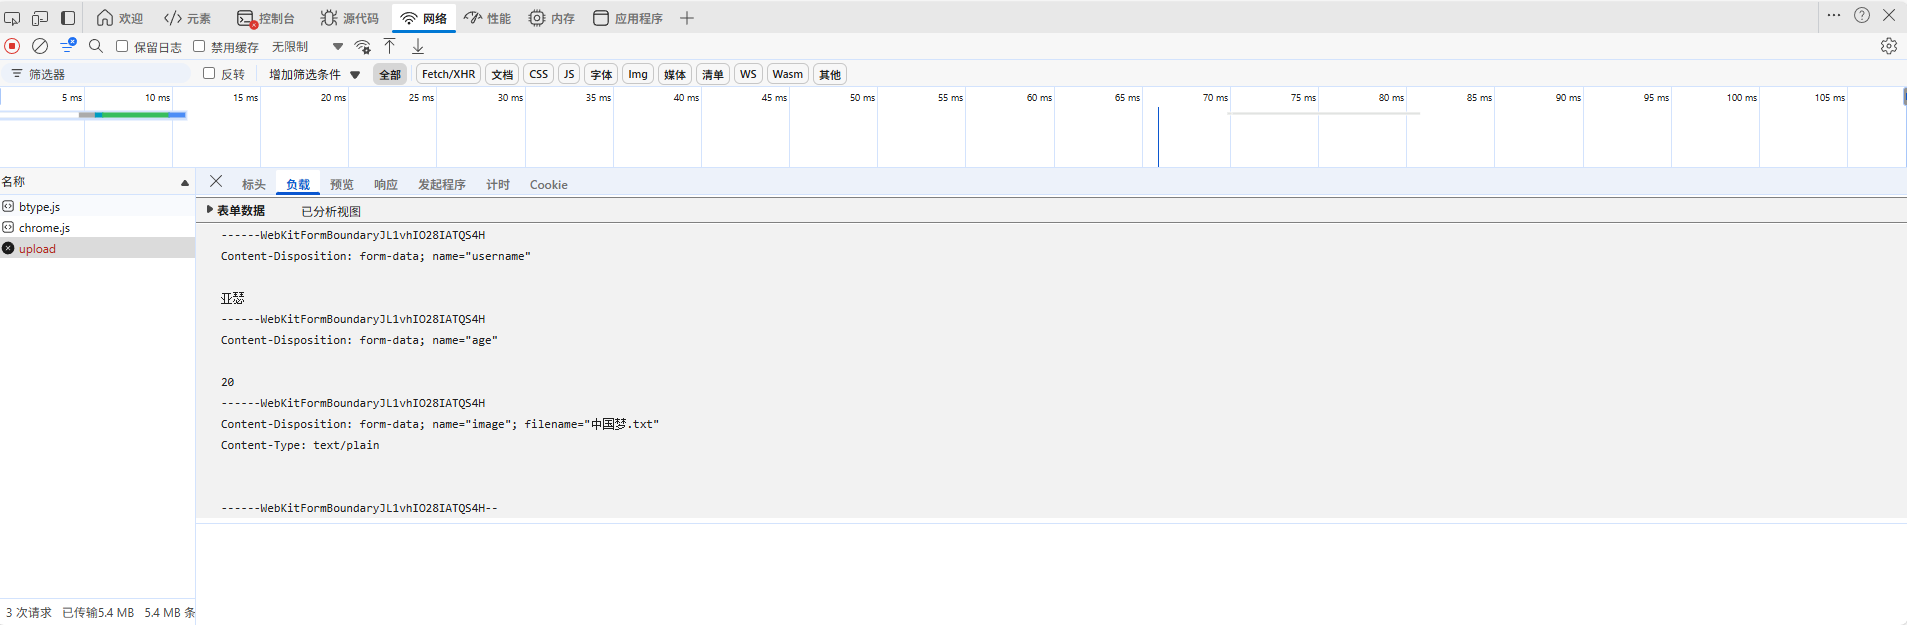 欢迎 元素 控制台 源代码 网络 性能 内存 应用程序
保留日志 禁用缓存 无限制
筛选器 反转 增加筛选条件 全部 Fetch/XHR 文档 CSS JS 字体 Img 媒体 清单 WS Wasm 其他
5 ms 10 ms 15 ms 20 ms 25 ms 30 ms 35 ms 40 ms 45 ms 50 ms 55 ms 60 ms 65 ms 70 ms 75 ms 80 ms 85 ms 90 ms 95 ms 100 ms 105 ms
名称 标头 负载 预览 响应 发起程序 计时 Cookie
btype.js
chrome.js
upload
表单数据 已分析视图
------WebKitFormBoundaryJL1vhIO28IATQS4H
Content-Disposition: form-data; name="username"
亚瑟
------WebKitFormBoundaryJL1vhIO28IATQS4H
Content-Disposition: form-data; name="age"
20
------WebKitFormBoundaryJL1vhIO28IATQS4H
Content-Disposition: form-data; name="image"; filename="中国梦.txt"
Content-Type: text/plain
------WebKitFormBoundaryJL1vhIO28IATQS4H--
3 次请求 已传输5.4 MB 5.4 MB 条